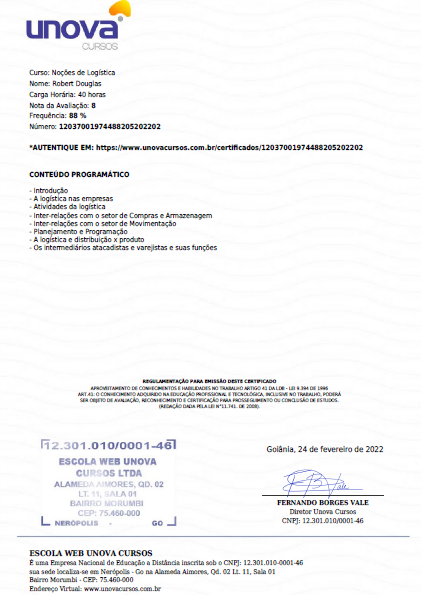 unova
CURSOS
Curso: Noções de Logística
Nome: Robert Douglas
Carga Horária: 40 horas
Nota da Avaliação: 8
Frequência: 88 %
Número: 12037001974488205202202
*AUTENTIQUE EM: https://www.unovacursos.com.br/certificados/12037001974488205202202
CONTEÚDO PROGRAMÁTICO
- Introdução
- A logística nas empresas
- Atividades da logística
- Inter-relações com o setor de Compras e Armazenagem
- Inter-relações com o setor de Movimentação
- Planejamento e Programação
- A logística e distribuição x produto
- Os intermediários atacadistas e varejistas e suas funções
REGULAMENTAÇÃO PARA EMISSÃO DESTE CERTIFICADO
APROVEITAMENTO DE CONHECIMENTOS E HABILIDADES NO TRABALHO ARTIGO 41 DA LDB - LEI 9.394 DE 1996
ART 41: O CONHECIMENTO ADQUIRIDO NA EDUCAÇÃO PROFISSIONAL E TECNOLÓGICA, INCLUSIVE NO TRABALHO, PODERÁ
SER OBJETO DE AVALIAÇÃO, RECONHECIMENTO E CERTIFICAÇÃO PARA PROSSEGUIMENTO OU CONCLUSÃO DE ESTUDOS.
(REDAÇÃO DADA PELA LEI Nº11.741. DE 2008).
12.301.010/0001-46
ESCOLA WEB UNOVA
CURSOS LTDA
ALAMEDA AIMORES, QD. 02
LT. 11, SALA 01
BAIRRO MORUMBI
CEP: 75.460-000
NERÓPOLIS - GO
Goiânia, 24 de fevereiro de 2022
FERNANDO BORGES VALE
Diretor Unova Cursos
CNPJ: 12.301.010/0001-46
ESCOLA WEB UNOVA CURSOS
É uma Empresa Nacional de Educação a Distância inscrita sob o CNPJ: 12.301.010-0001-46
sua sede localiza-se em Nerópolis - Go na Alameda Aimores, Qd. 02 Lt. 11, Sala 01
Bairro Morumbi - CEP: 75.460-000
Endereço Virtual: www.unovacursos.com.br